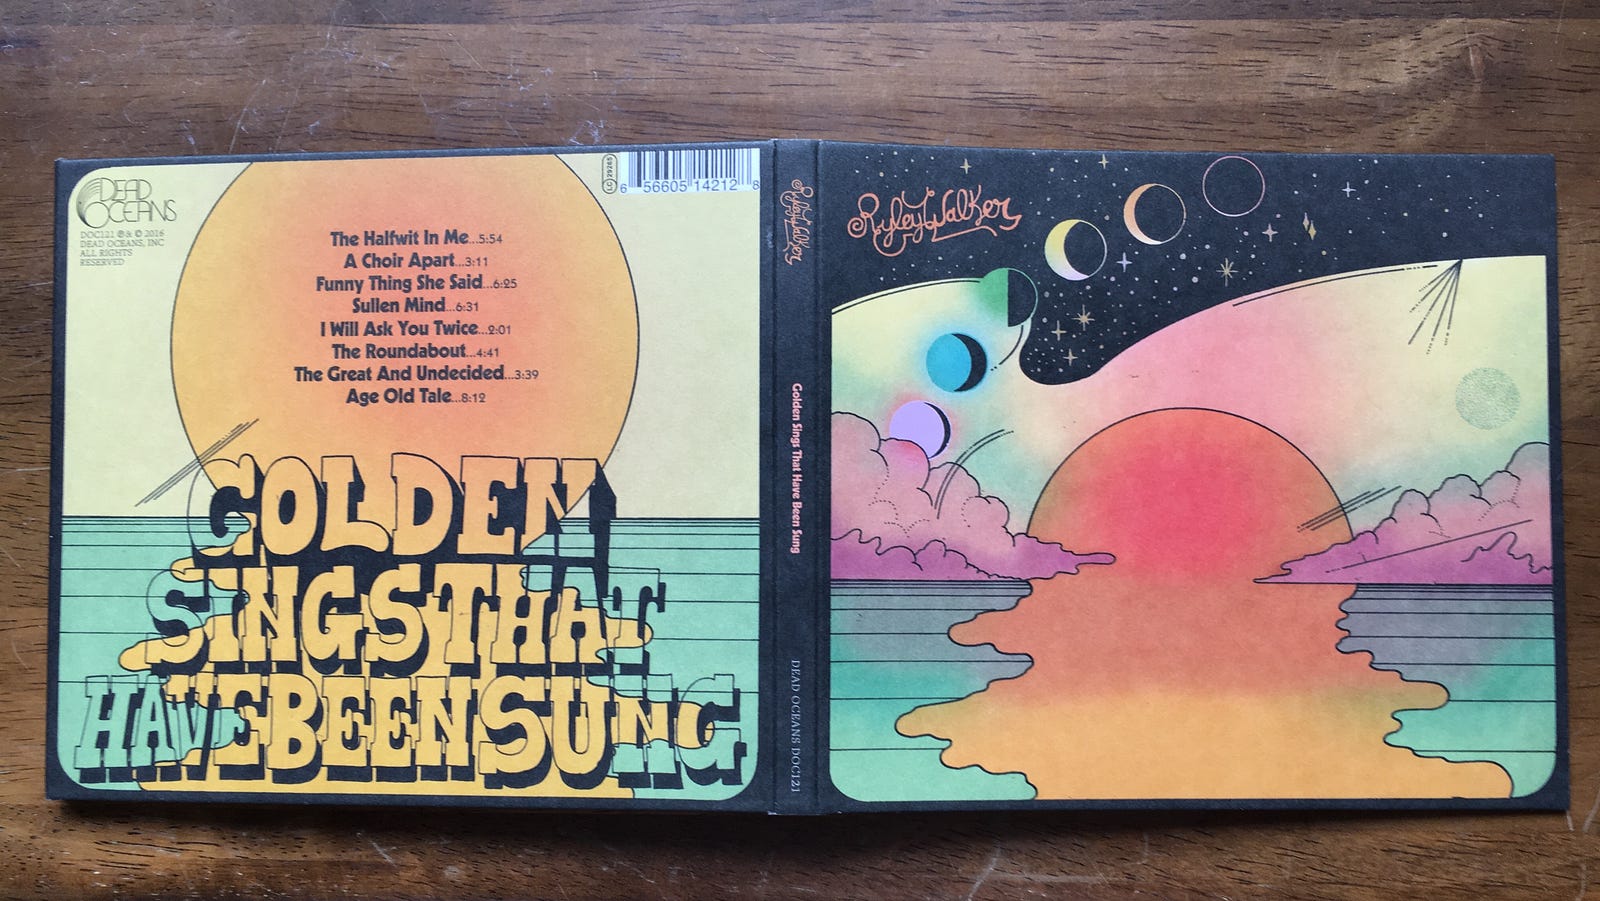 DEAD
OCEANS
DOC121 ℗ & © 2016
DEAD OCEANS, INC
ALL RIGHTS
RESERVED
LC 29265
6 56605 14212 8
The Halfwit In Me...5:54
A Choir Apart...3:11
Funny Thing She Said...6:25
Sullen Mind...6:31
I Will Ask You Twice...2:01
The Roundabout...4:41
The Great And Undecided...3:39
Age Old Tale...8:12
GOLDEN
SINGS THAT
HAVE BEEN SUNG
Ryley Walker
Golden Sings That Have Been Sung
DEAD OCEANS DOC121
Ryley Walker